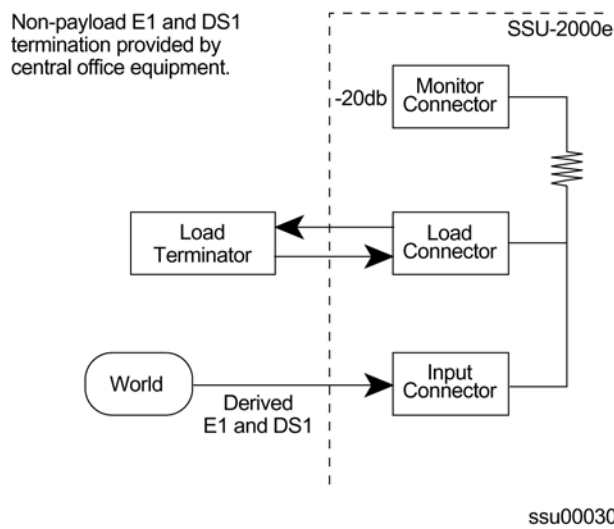 Non-payload E1 and DS1
termination provided by
central office equipment.
SSU-2000e
-20db
Monitor
Connector
Load
Terminator
Load
Connector
World
Derived
E1 and DS1
Input
Connector
ssu00030